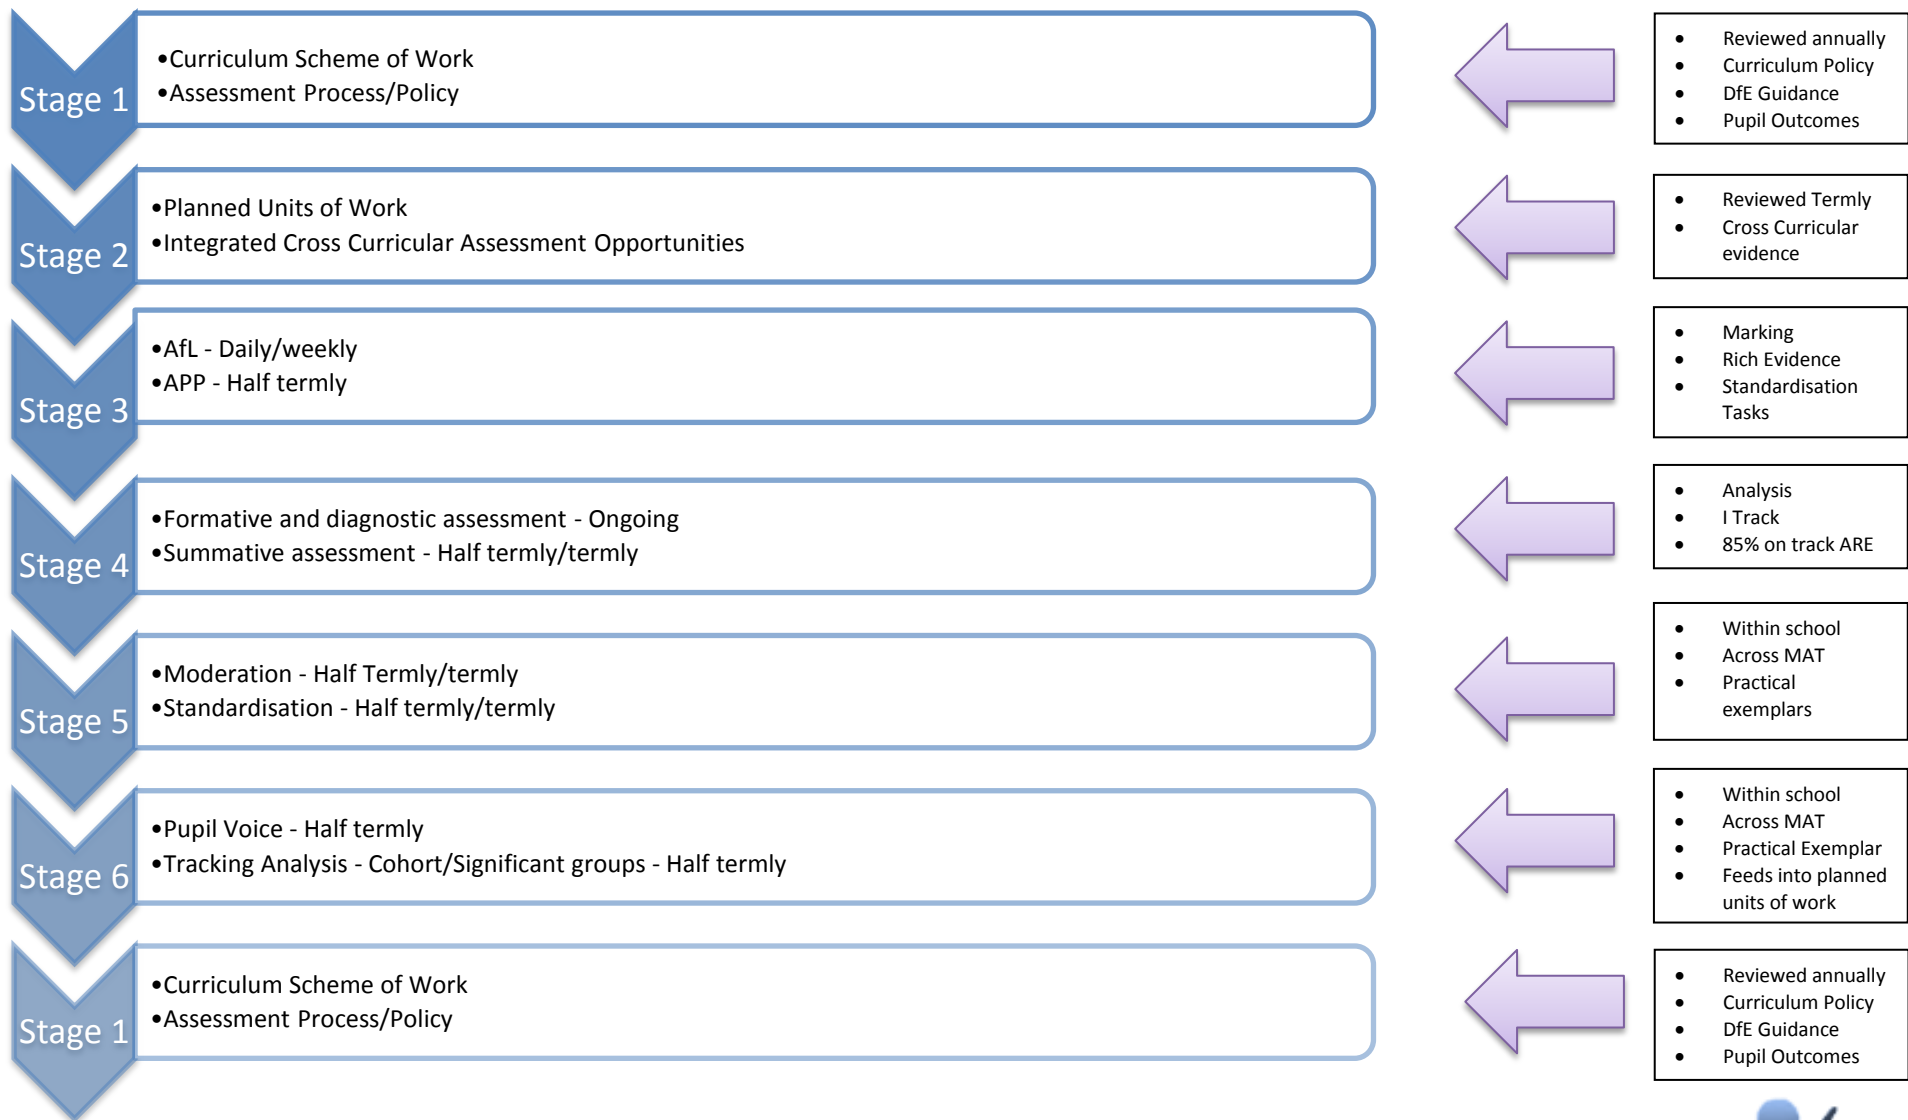 Stage 1
•Curriculum Scheme of Work
•Assessment Process/Policy
• Reviewed annually
• Curriculum Policy
• DfE Guidance
• Pupil Outcomes
Stage 2
•Planned Units of Work
•Integrated Cross Curricular Assessment Opportunities
• Reviewed Termly
• Cross Curricular
evidence
Stage 3
•AfL - Daily/weekly
•APP - Half termly
• Marking
• Rich Evidence
• Standardisation
Tasks
Stage 4
•Formative and diagnostic assessment - Ongoing
•Summative assessment - Half termly/termly
• Analysis
• I Track
• 85% on track ARE
Stage 5
•Moderation - Half Termly/termly
•Standardisation - Half termly/termly
• Within school
• Across MAT
• Practical
exemplars
Stage 6
•Pupil Voice - Half termly
•Tracking Analysis - Cohort/Significant groups - Half termly
• Within school
• Across MAT
• Practical Exemplar
• Feeds into planned
units of work
Stage 1
•Curriculum Scheme of Work
•Assessment Process/Policy
• Reviewed annually
• Curriculum Policy
• DfE Guidance
• Pupil Outcomes